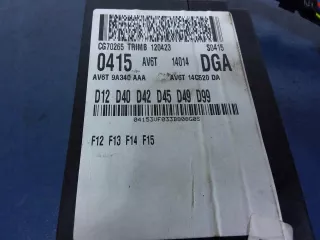 CG70265 TRIMB 120423 S0415
0415 AV6T 14014 DGA
AV6T 9A340 AAA AV6T 14C520 DA
D12 D40 D42 D45 D49 D99
F12 F13 F14 F15